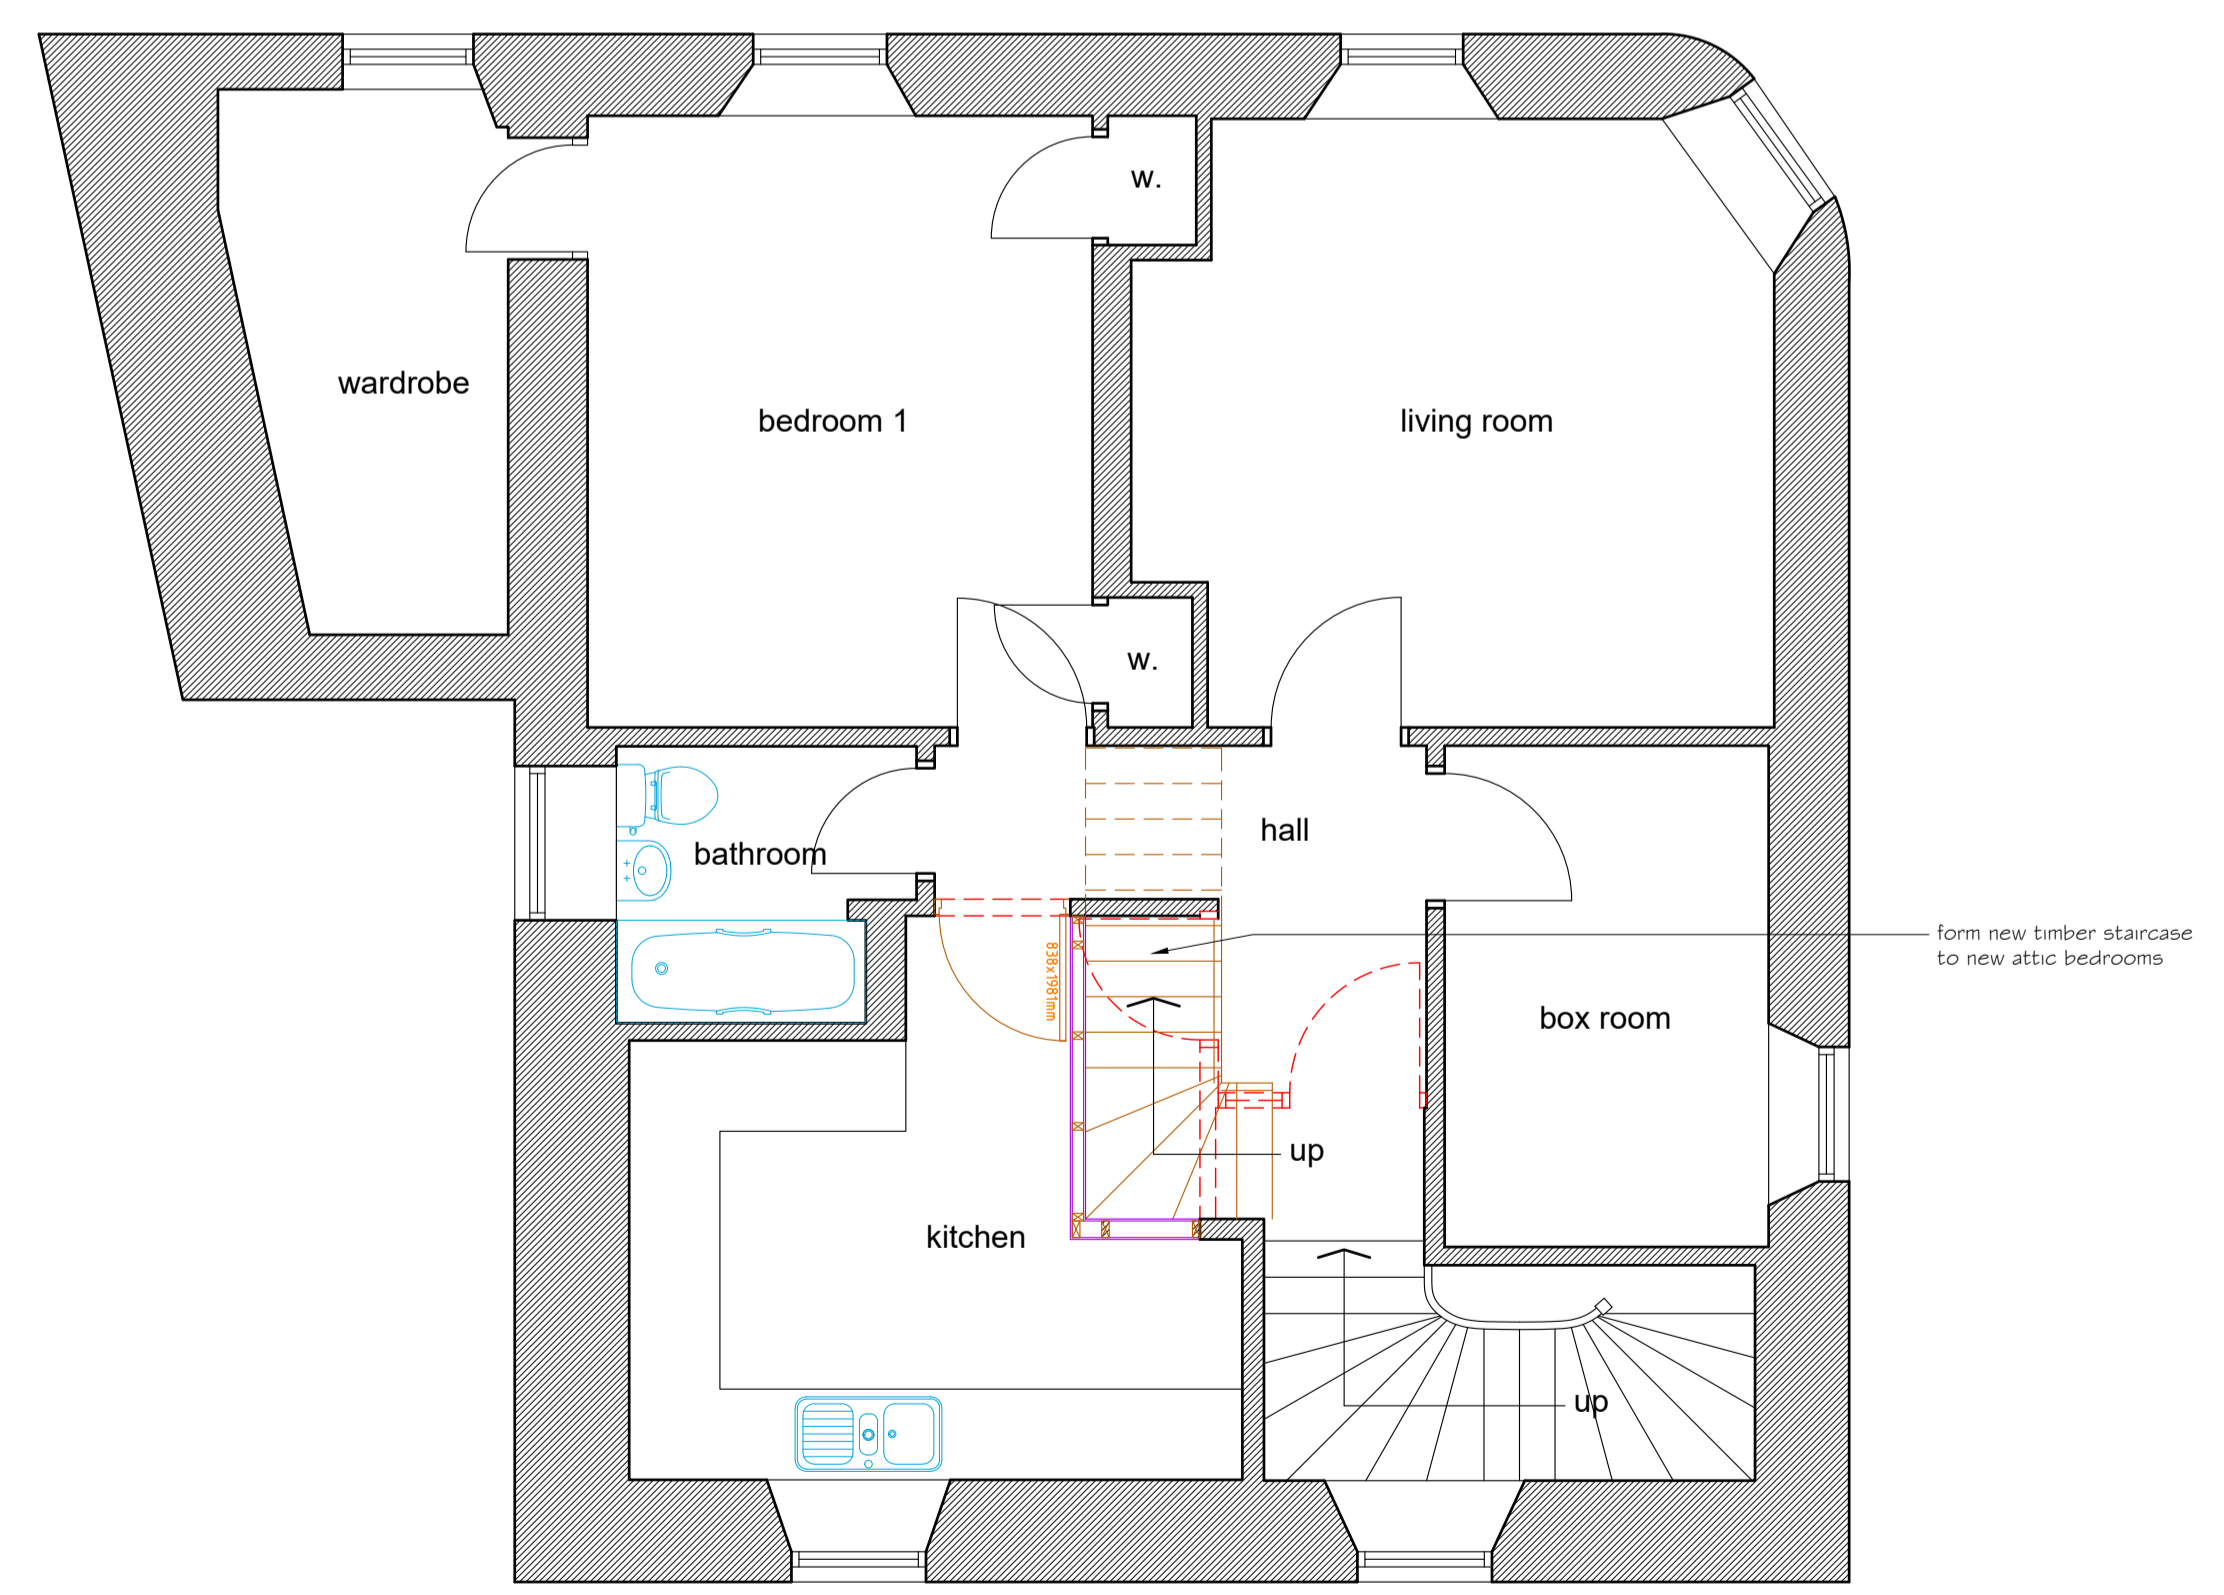 w.
wardrobe
bedroom 1
living room
w.
hall
bathroom
form new timber staircase
to new attic bedrooms
838x1981mm
box room
up
kitchen
up